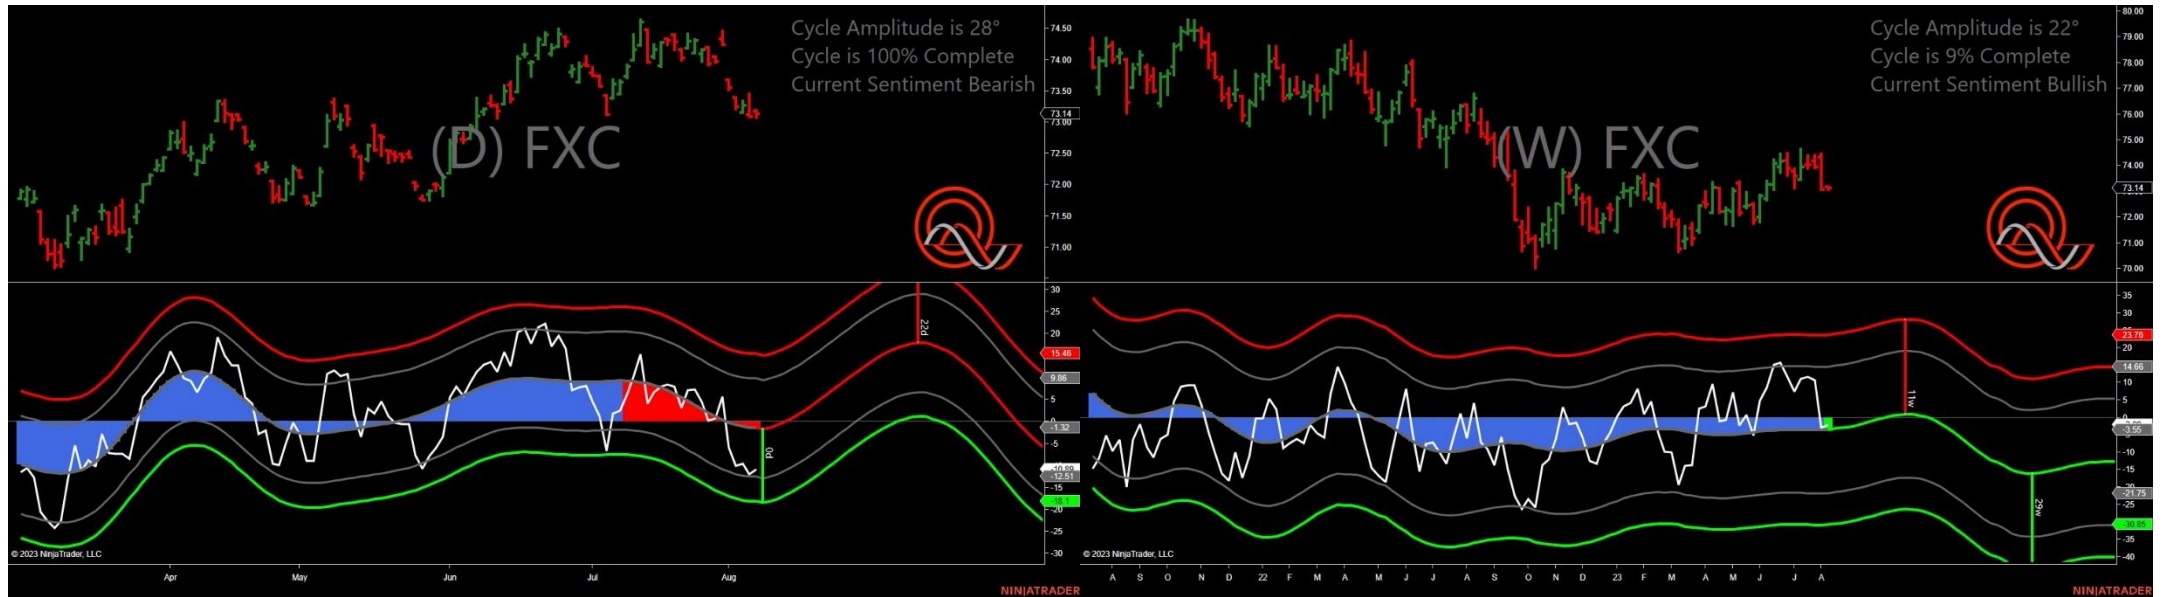 Cycle Amplitude is 28°
Cycle is 100% Complete
Current Sentiment Bearish
(D) FXC
74.50
74.00
73.50
73.14
73.00
72.50
72.00
71.50
71.00
30
25
20
15.46
9.86
5
0
-1.32
-5
-12.51
-15
-18.1
-20
-25
-30
22d
0d
© 2023 NinjaTrader, LLC
Apr May Jun Jul Aug
NINJATRADER
Cycle Amplitude is 22°
Cycle is 9% Complete
Current Sentiment Bullish
(W) FXC
80.00
79.00
78.00
77.00
76.00
75.00
74.00
73.14
72.00
71.00
70.00
35
30
23.76
20
14.66
10
5
0
-3.55
-10
-15
-21.75
-25
-30.85
-35
-40
11w
29w
© 2023 NinjaTrader, LLC
A S O N D 22 F M A M J J A S O N D 23 F M A M J J A
NINJATRADER